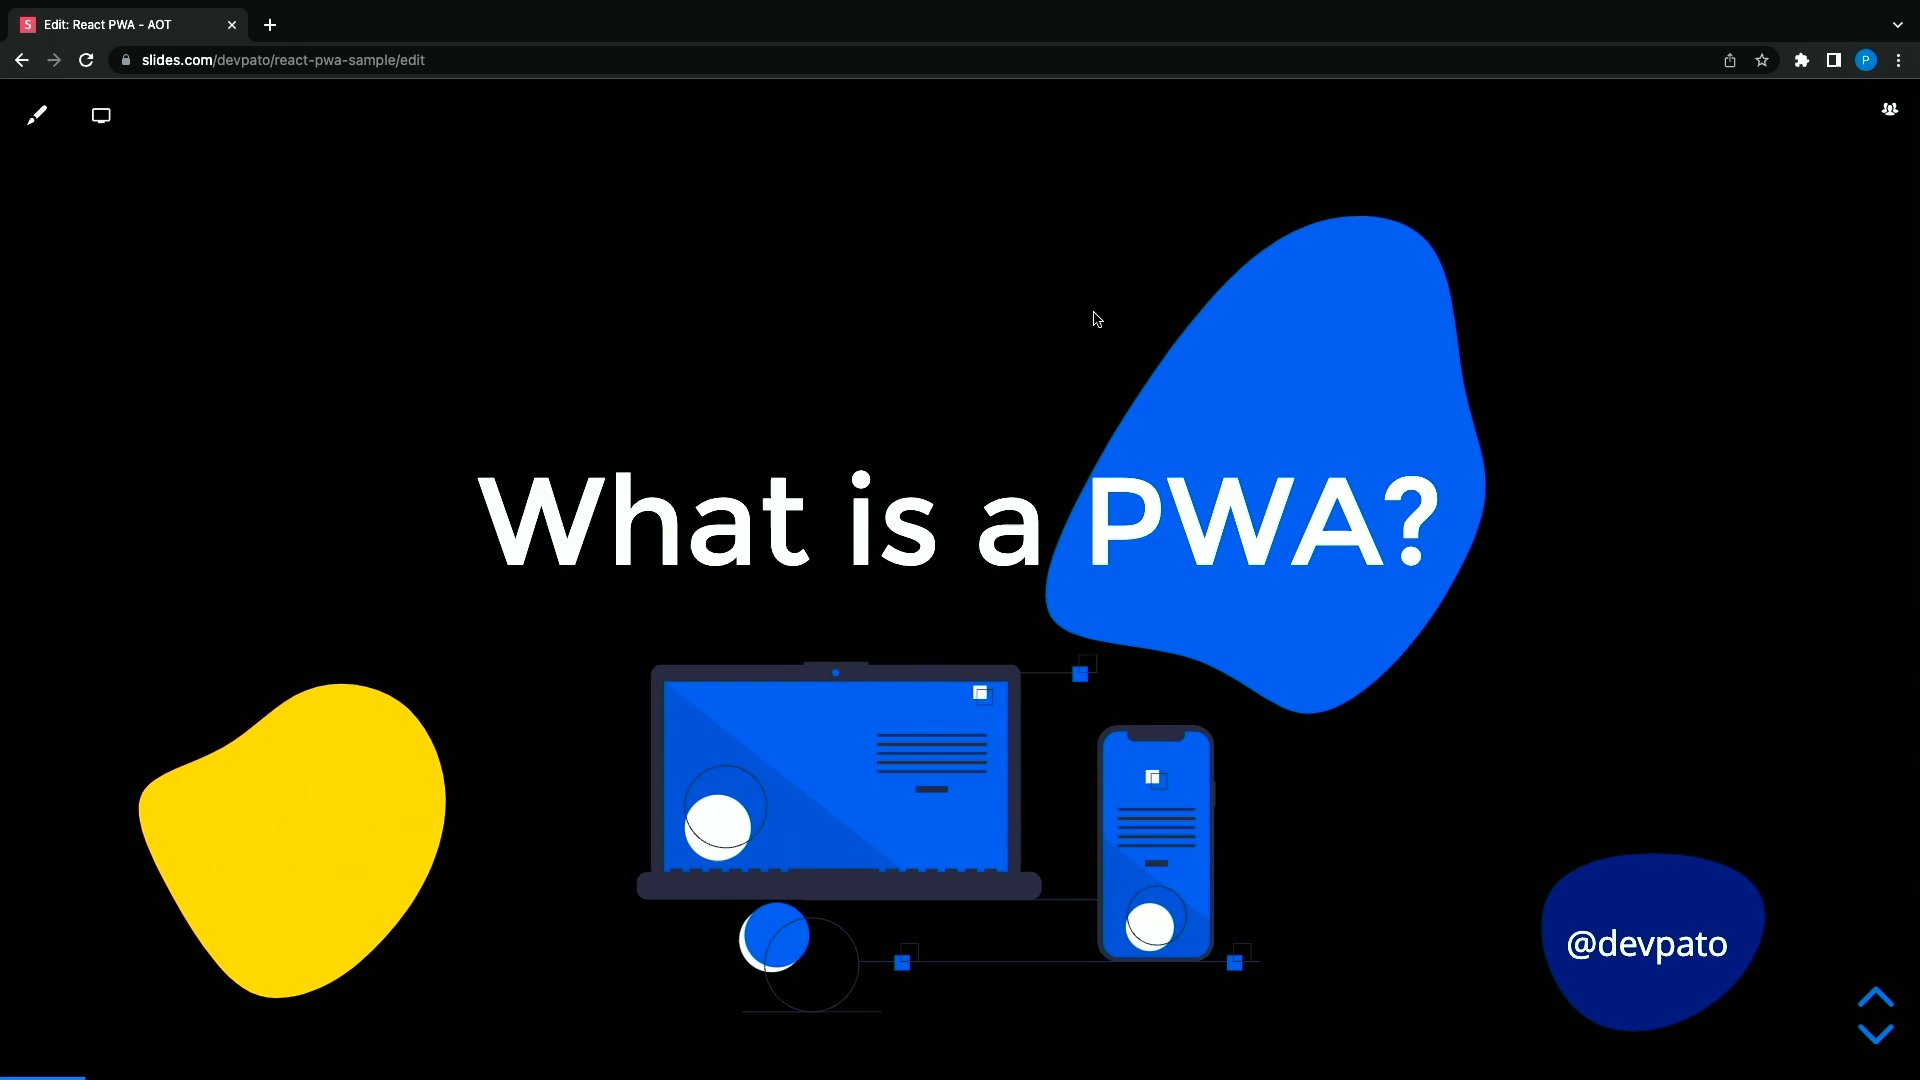 S Edit: React PWA - AOT
slides.com/devpato/react-pwa-sample/edit
P
What is a PWA?
@devpato